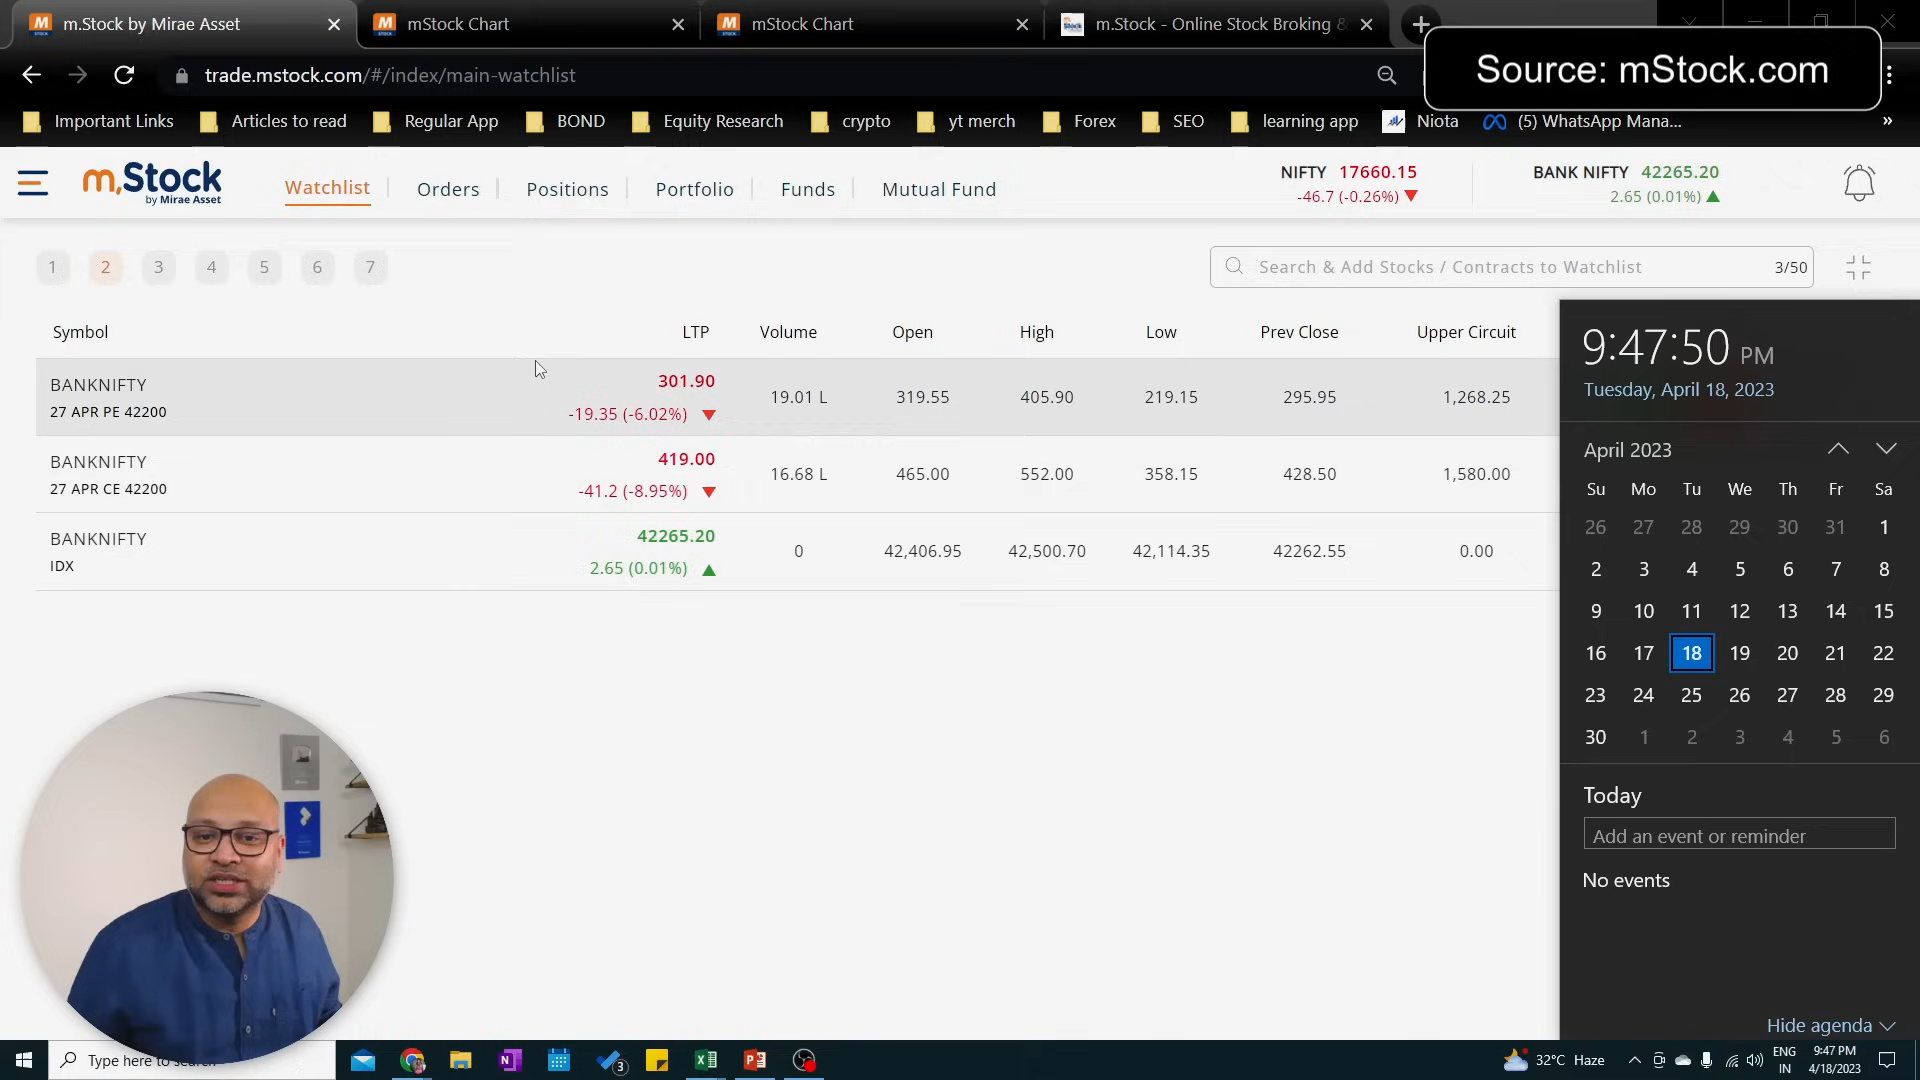 m.Stock by Mirae Asset
mStock Chart
mStock Chart
m.Stock - Online Stock Broking &
Source: mStock.com
trade.mstock.com/#/index/main-watchlist
Important Links
Articles to read
Regular App
BOND
Equity Research
crypto
yt merch
Forex
SEO
learning app
Niota
(5) WhatsApp Mana...
»
m.Stock
by Mirae Asset
Watchlist
Orders
Positions
Portfolio
Funds
Mutual Fund
NIFTY 17660.15
-46.7 (-0.26%)
BANK NIFTY 42265.20
2.65 (0.01%)
1 2 3 4 5 6 7
Search & Add Stocks / Contracts to Watchlist 3/50
Symbol LTP Volume Open High Low Prev Close Upper Circuit
BANKNIFTY 301.90
27 APR PE 42200 -19.35 (-6.02%) 19.01 L 319.55 405.90 219.15 295.95 1,268.25
BANKNIFTY 419.00
27 APR CE 42200 -41.2 (-8.95%) 16.68 L 465.00 552.00 358.15 428.50 1,580.00
BANKNIFTY 42265.20
IDX 2.65 (0.01%) 0 42,406.95 42,500.70 42,114.35 42262.55 0.00
9:47:50 PM
Tuesday, April 18, 2023
April 2023
Su Mo Tu We Th Fr Sa
26 27 28 29 30 31 1
2 3 4 5 6 7 8
9 10 11 12 13 14 15
16 17 18 19 20 21 22
23 24 25 26 27 28 29
30 1 2 3 4 5 6
Today
Add an event or reminder
No events
Hide agenda
Type here to search
3
32°C Haze
ENG
IN
9:47 PM
4/18/2023